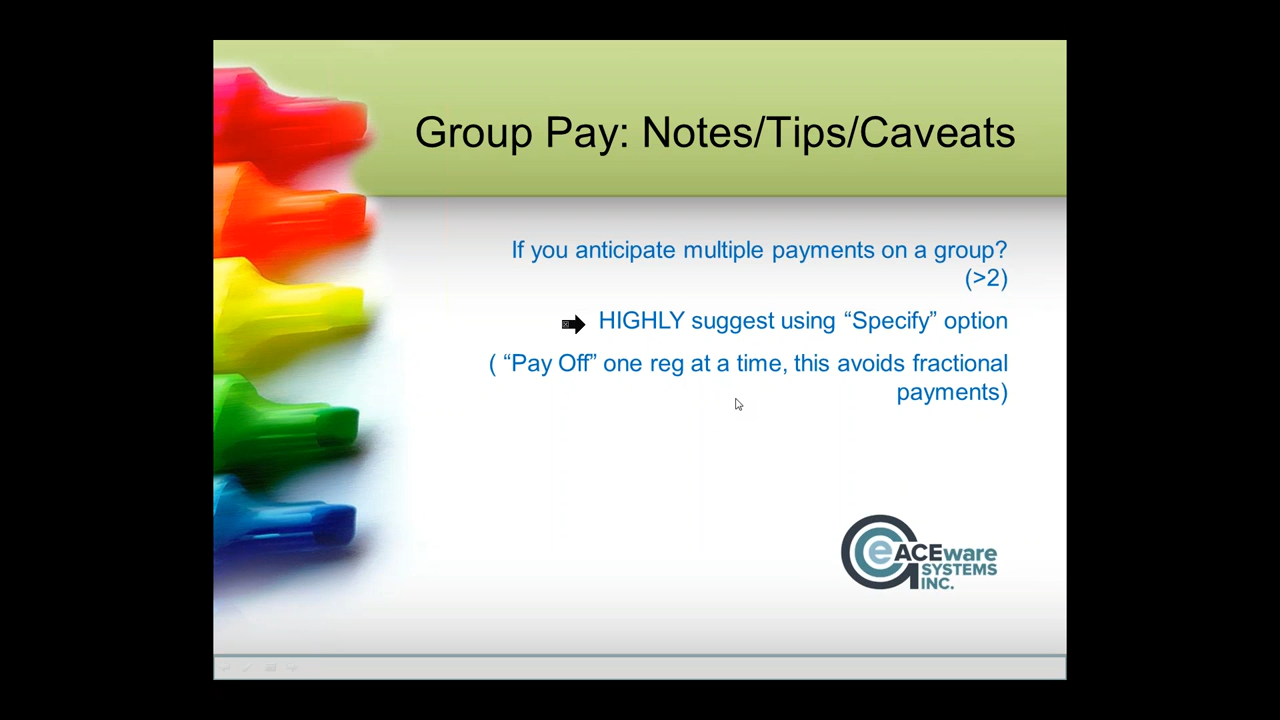 Group Pay: Notes/Tips/Caveats
If you anticipate multiple payments on a group?
(>2)
HIGHLY suggest using “Specify” option
( “Pay Off” one reg at a time, this avoids fractional
payments)
e ACEware
SYSTEMS
INC.